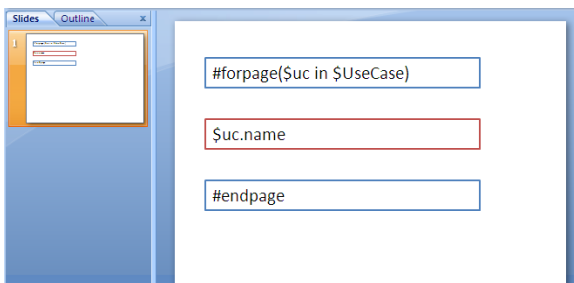 Slides Outline x
1
#forpage($uc in $UseCase)
$uc.name
#endpage